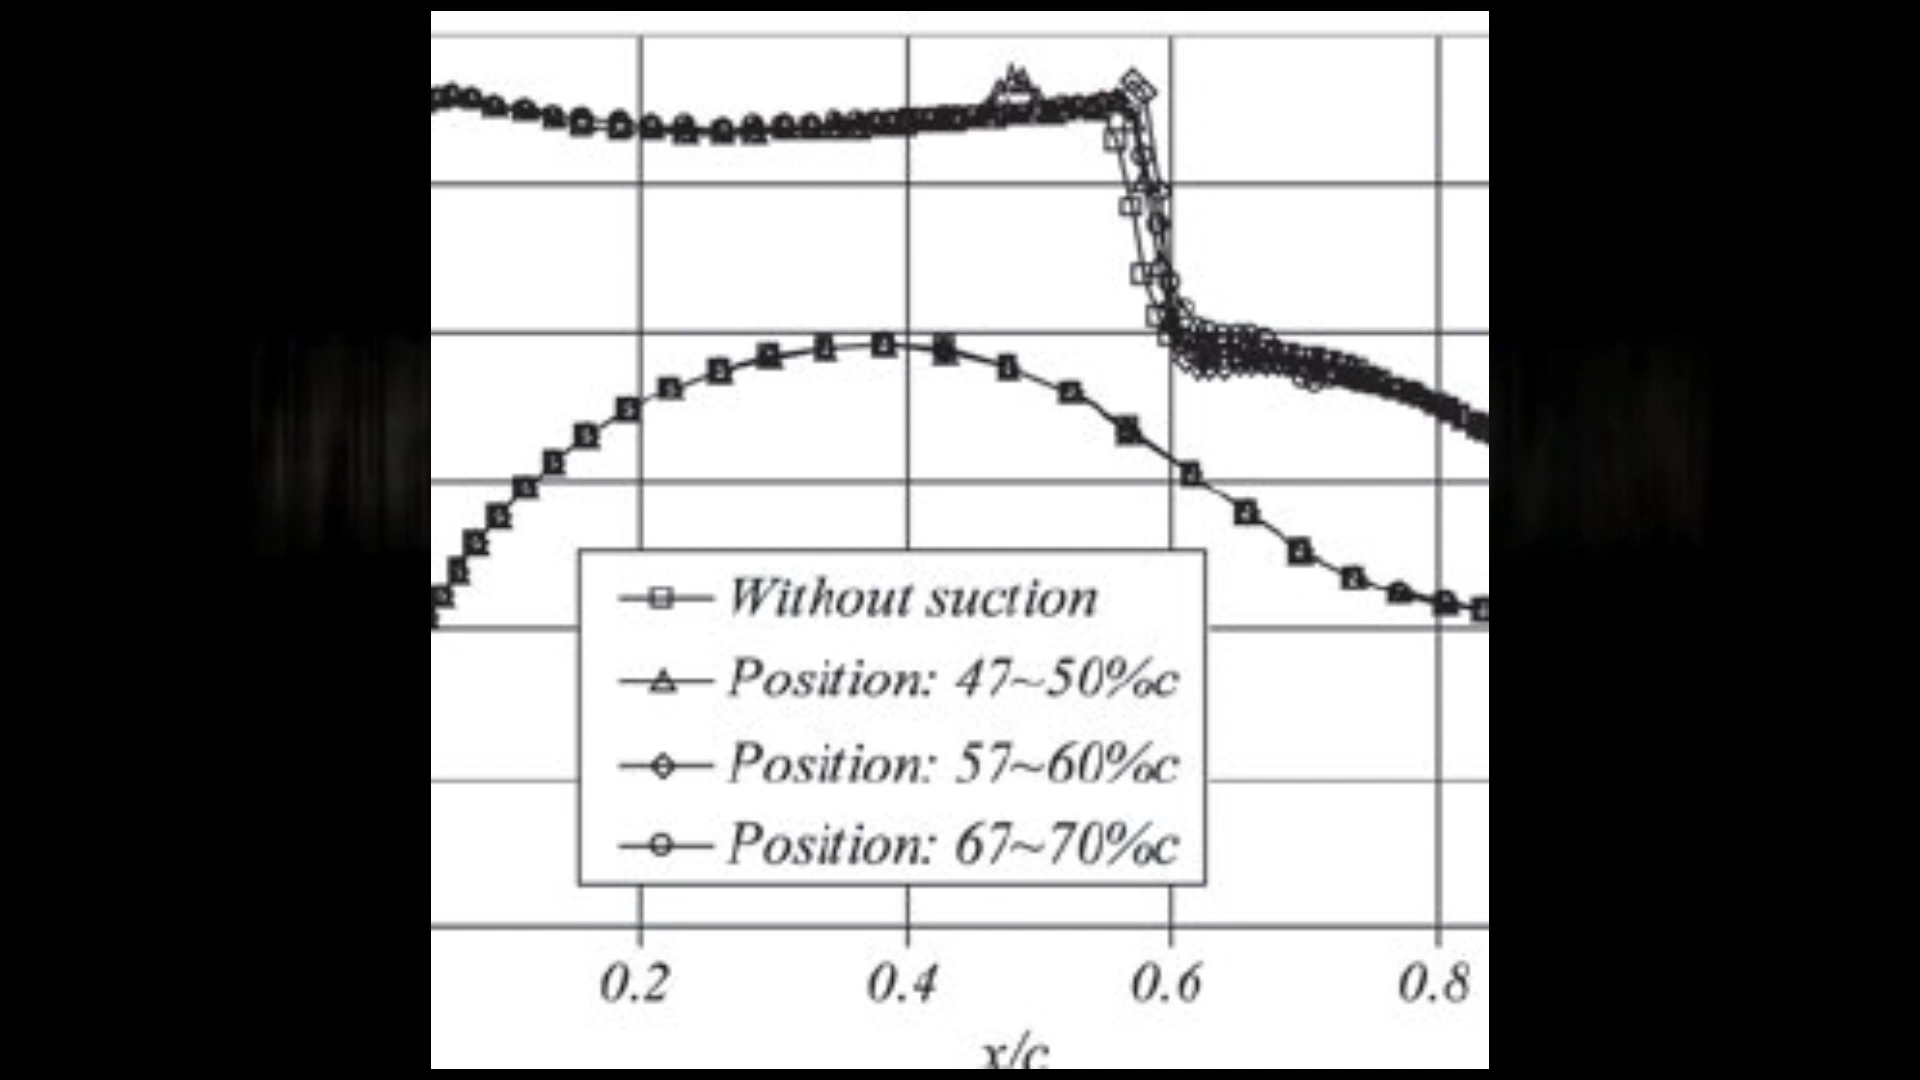 Without suction
Position: 47~50%c
Position: 57~60%c
Position: 67~70%c
0.2 0.4 0.6 0.8
x/c